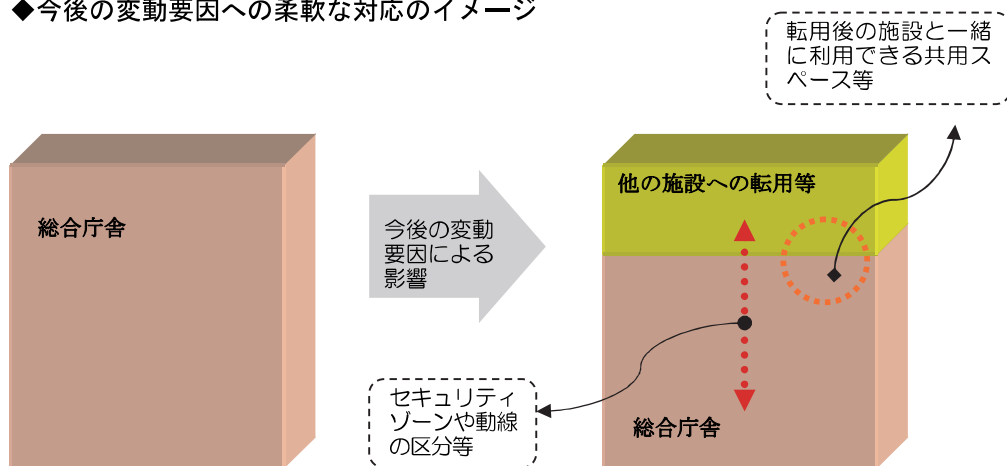 ◆今後の変動要因への柔軟な対応のイメージ
転用後の施設と一緒
に利用できる共用ス
ペース等
総合庁舎
今後の変動
要因による
影響
他の施設への転用等
セキュリティ
ゾーンや動線
の区分等
総合庁舎